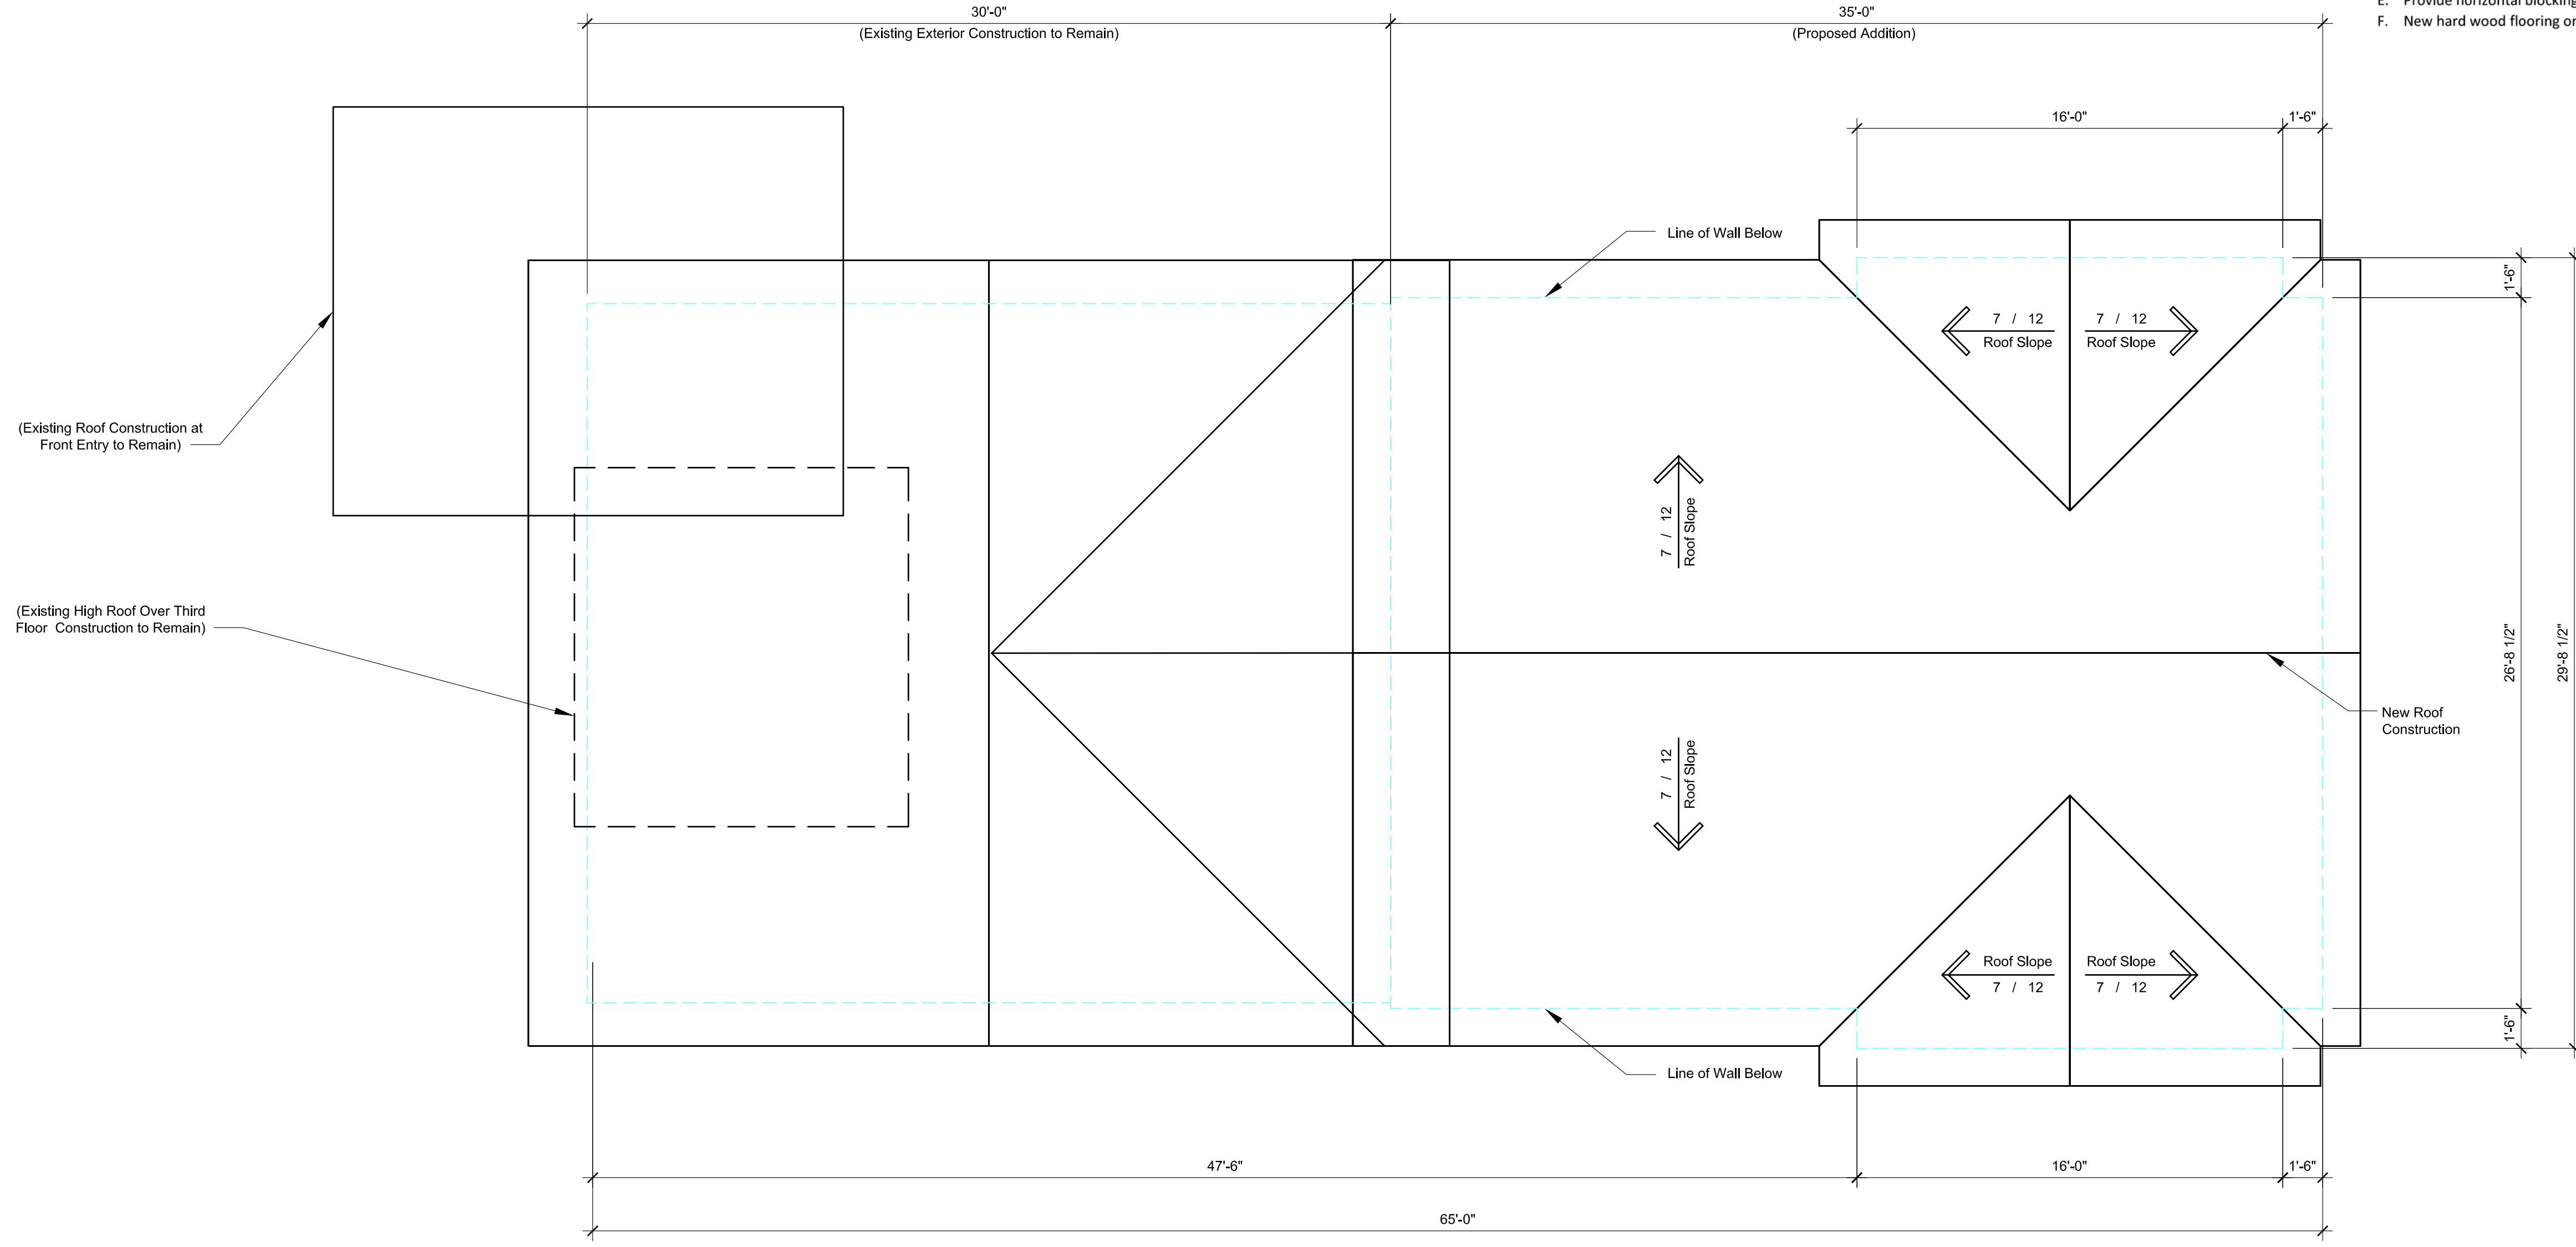 30'-0"
(Existing Exterior Construction to Remain)
35'-0"
(Proposed Addition)
E. Provide horizontal blocking
F. New hard wood flooring or
16'-0"
1'-6"
Line of Wall Below
1'-6"
7 / 12
Roof Slope
7 / 12
Roof Slope
(Existing Roof Construction at
Front Entry to Remain)
7 / 12
Roof Slope
(Existing High Roof Over Third
Floor Construction to Remain)
26'-8 1/2"
29'-8 1/2"
New Roof
Construction
7 / 12
Roof Slope
Roof Slope
7 / 12
Roof Slope
7 / 12
1'-6"
Line of Wall Below
47'-6"
16'-0"
1'-6"
65'-0"